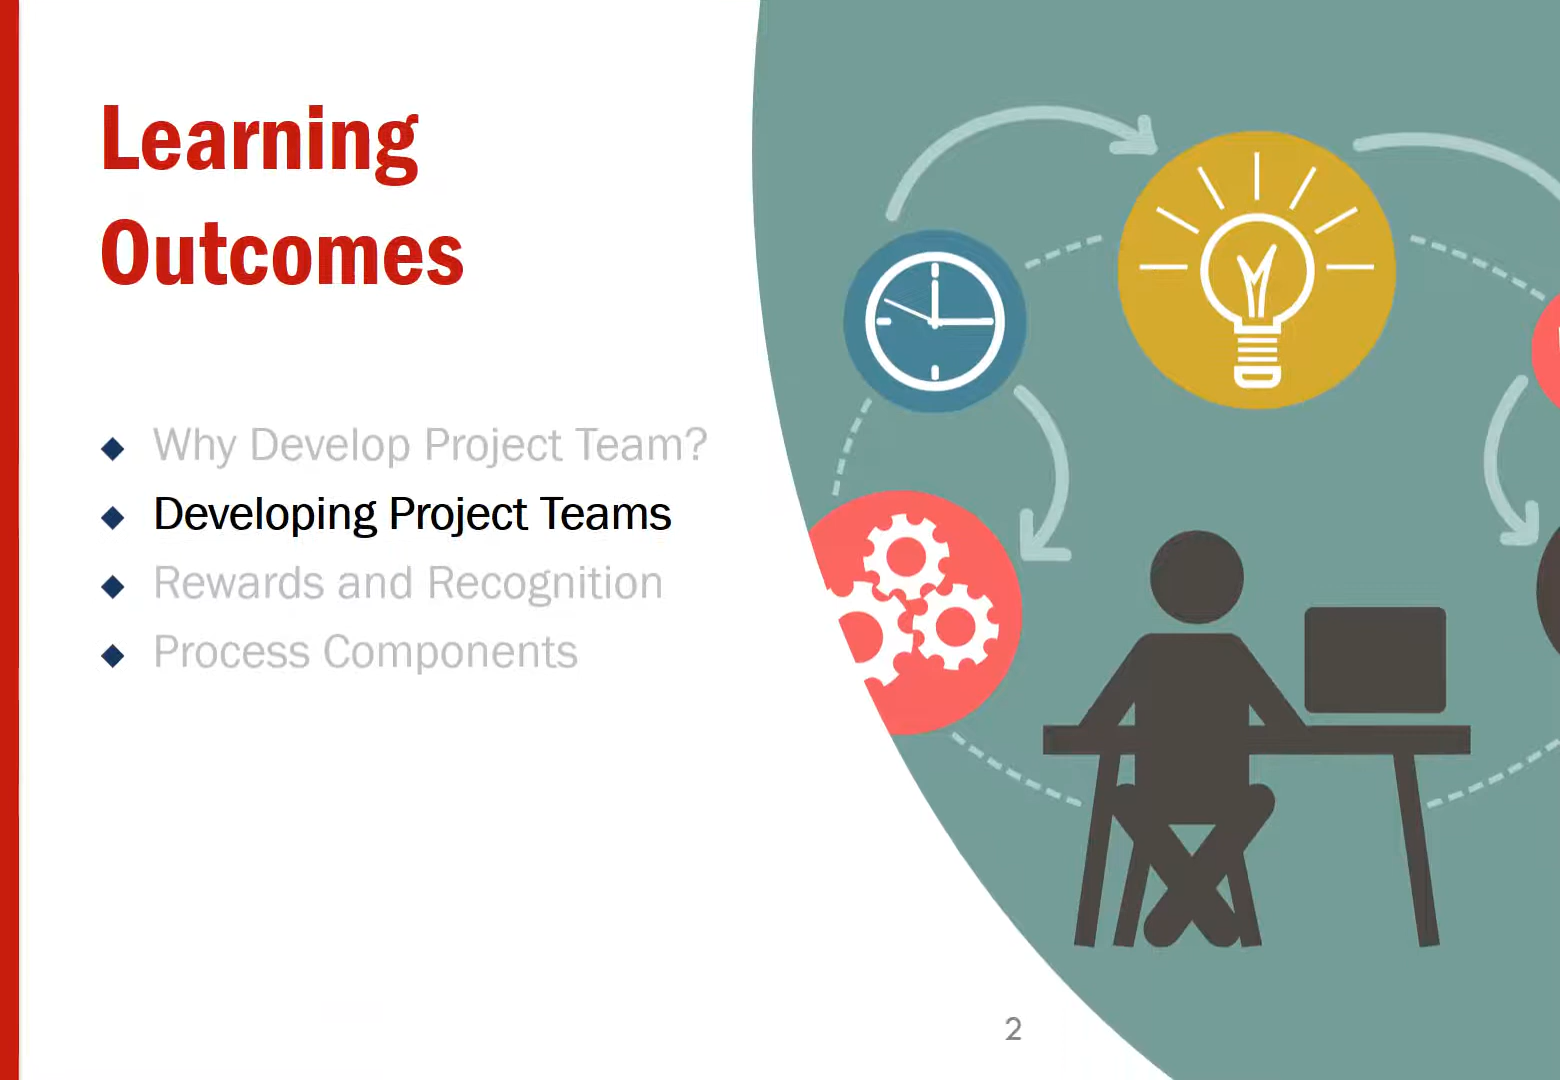 Learning
Outcomes
Why Develop Project Team?
Developing Project Teams
Rewards and Recognition
Process Components
2